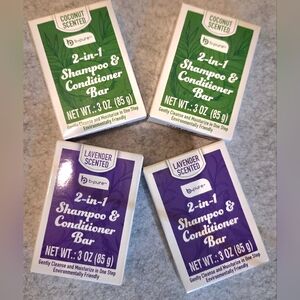 COCONUT
SCENTED
b-pure
2-in-1
Shampoo &
Conditioner
Bar
NET WT.: 3 OZ (85 g)
Gently Cleanse and Moisturize in One Step
Environmentally Friendly
COCONUT
SCENTED
b-pure
2-in-1
Shampoo &
Conditioner
Bar
NET WT.: 3 OZ (85 g)
Gently Cleanse and Moisturize in One Step
Environmentally Friendly
LAVENDER
SCENTED
b-pure
2-in-1
Shampoo &
Conditioner
Bar
NET WT.: 3 OZ (85 g)
Gently Cleanse and Moisturize in One Step
Environmentally Friendly
LAVENDER
SCENTED
b-pure
2-in-1
Shampoo &
Conditioner
Bar
NET WT.: 3 OZ (85 g)
Gently Cleanse and Moisturize in One Step
Environmentally Friendly